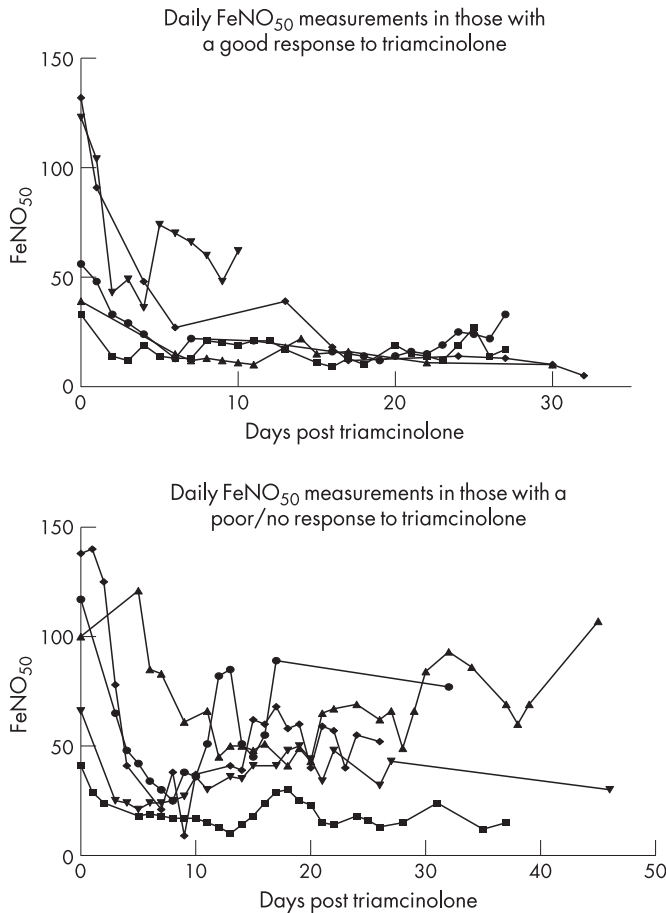 Daily FeNO50 measurements in those with
a good response to triamcinolone
150
100
50
0
FeNO50
0 10 20 30
Days post triamcinolone
Daily FeNO50 measurements in those with a
poor/no response to triamcinolone
150
100
50
0
FeNO50
0 10 20 30 40 50
Days post triamcinolone